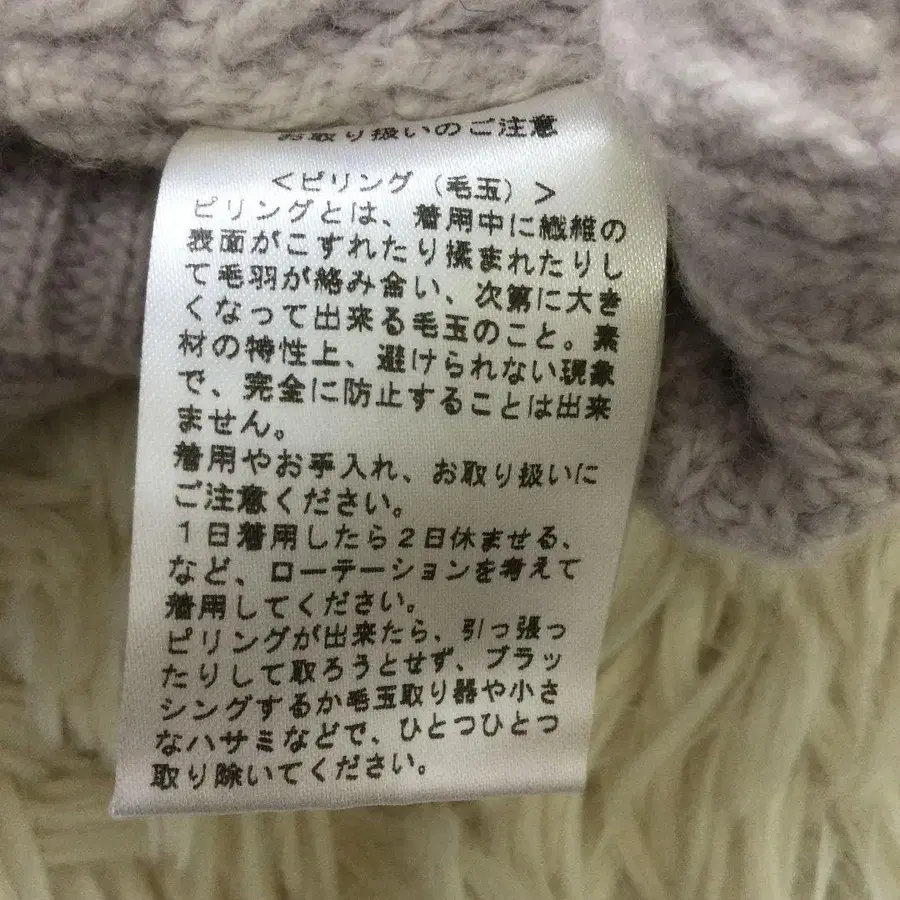 お取り扱いのご注意
＜ピリング（毛玉）＞
ピリングとは、着用中に繊維の
表面がこすれたり揉まれたりし
て毛羽が絡み合い、次第に大き
くなって出来る毛玉のこと。素
材の特性上、避けられない現象
で、完全に防止することは出来
ません。
着用やお手入れ、お取り扱いに
ご注意ください。
１日着用したら２日休ませる、
など、ローテーションを考えて
着用してください。
ピリングが出来たら、引っ張っ
たりして取ろうとせず、ブラッ
シングするか毛玉取り器や小さ
なハサミなどで、ひとつひとつ
取り除いてください。